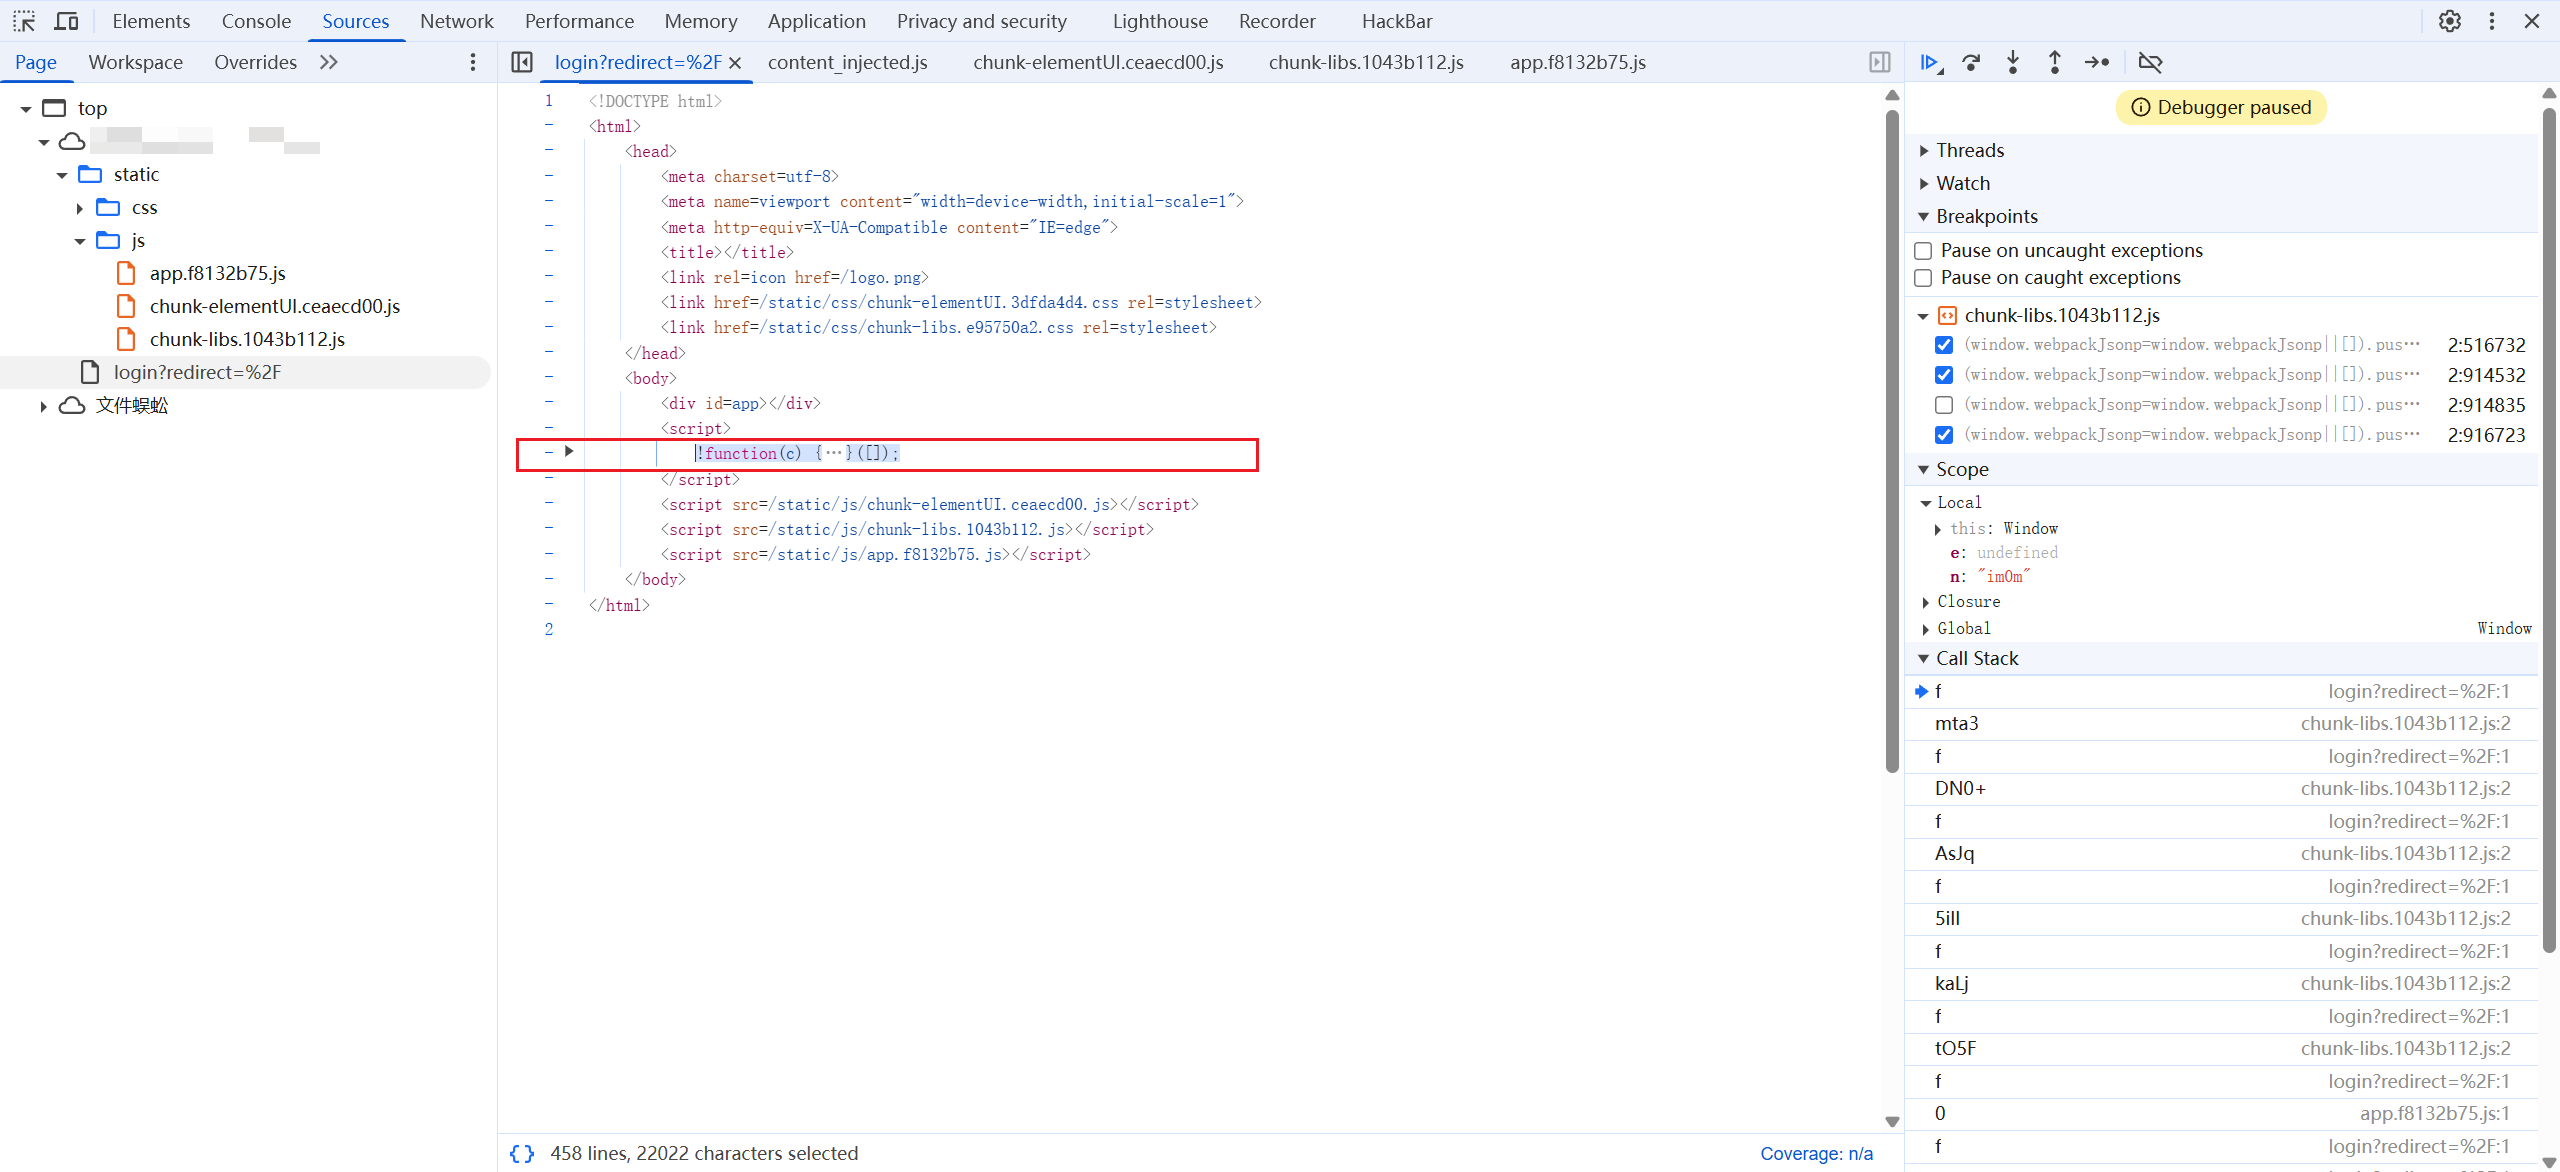 Elements Console Sources Network Performance Memory Application Privacy and security Lighthouse Recorder HackBar
Page Workspace Overrides
top
static
css
js
app.f8132b75.js
chunk-elementUI.ceaecd00.js
chunk-libs.1043b112.js
login?redirect=%2F
文件蜈蚣
login?redirect=%2F content_injected.js chunk-elementUI.ceaecd00.js chunk-libs.1043b112.js app.f8132b75.js
1 <!DOCTYPE html>
- <html>
- <head>
- <meta charset=utf-8>
- <meta name=viewport content="width=device-width,initial-scale=1">
- <meta http-equiv=X-UA-Compatible content="IE=edge">
- <title></title>
- <link rel=icon href=/logo.png>
- <link href=/static/css/chunk-elementUI.3dfda4d4.css rel=stylesheet>
- <link href=/static/css/chunk-libs.e95750a2.css rel=stylesheet>
- </head>
- <body>
- <div id=app></div>
- <script>
- !function(c) {…}([]);
- </script>
- <script src=/static/js/chunk-elementUI.ceaecd00.js></script>
- <script src=/static/js/chunk-libs.1043b112.js></script>
- <script src=/static/js/app.f8132b75.js></script>
- </body>
- </html>
2
{} 458 lines, 22022 characters selected Coverage: n/a
Debugger paused
Threads
Watch
Breakpoints
Pause on uncaught exceptions
Pause on caught exceptions
chunk-libs.1043b112.js
(window.webpackJsonp=window.webpackJsonp||[]).pus… 2:516732
(window.webpackJsonp=window.webpackJsonp||[]).pus… 2:914532
(window.webpackJsonp=window.webpackJsonp||[]).pus… 2:914835
(window.webpackJsonp=window.webpackJsonp||[]).pus… 2:916723
Scope
Local
this: Window
e: undefined
n: "im0m"
Closure
Global Window
Call Stack
f login?redirect=%2F:1
mta3 chunk-libs.1043b112.js:2
f login?redirect=%2F:1
DN0+ chunk-libs.1043b112.js:2
f login?redirect=%2F:1
AsJq chunk-libs.1043b112.js:2
f login?redirect=%2F:1
5ill chunk-libs.1043b112.js:2
f login?redirect=%2F:1
kaLj chunk-libs.1043b112.js:2
f login?redirect=%2F:1
tO5F chunk-libs.1043b112.js:2
f login?redirect=%2F:1
0 app.f8132b75.js:1
f login?redirect=%2F:1